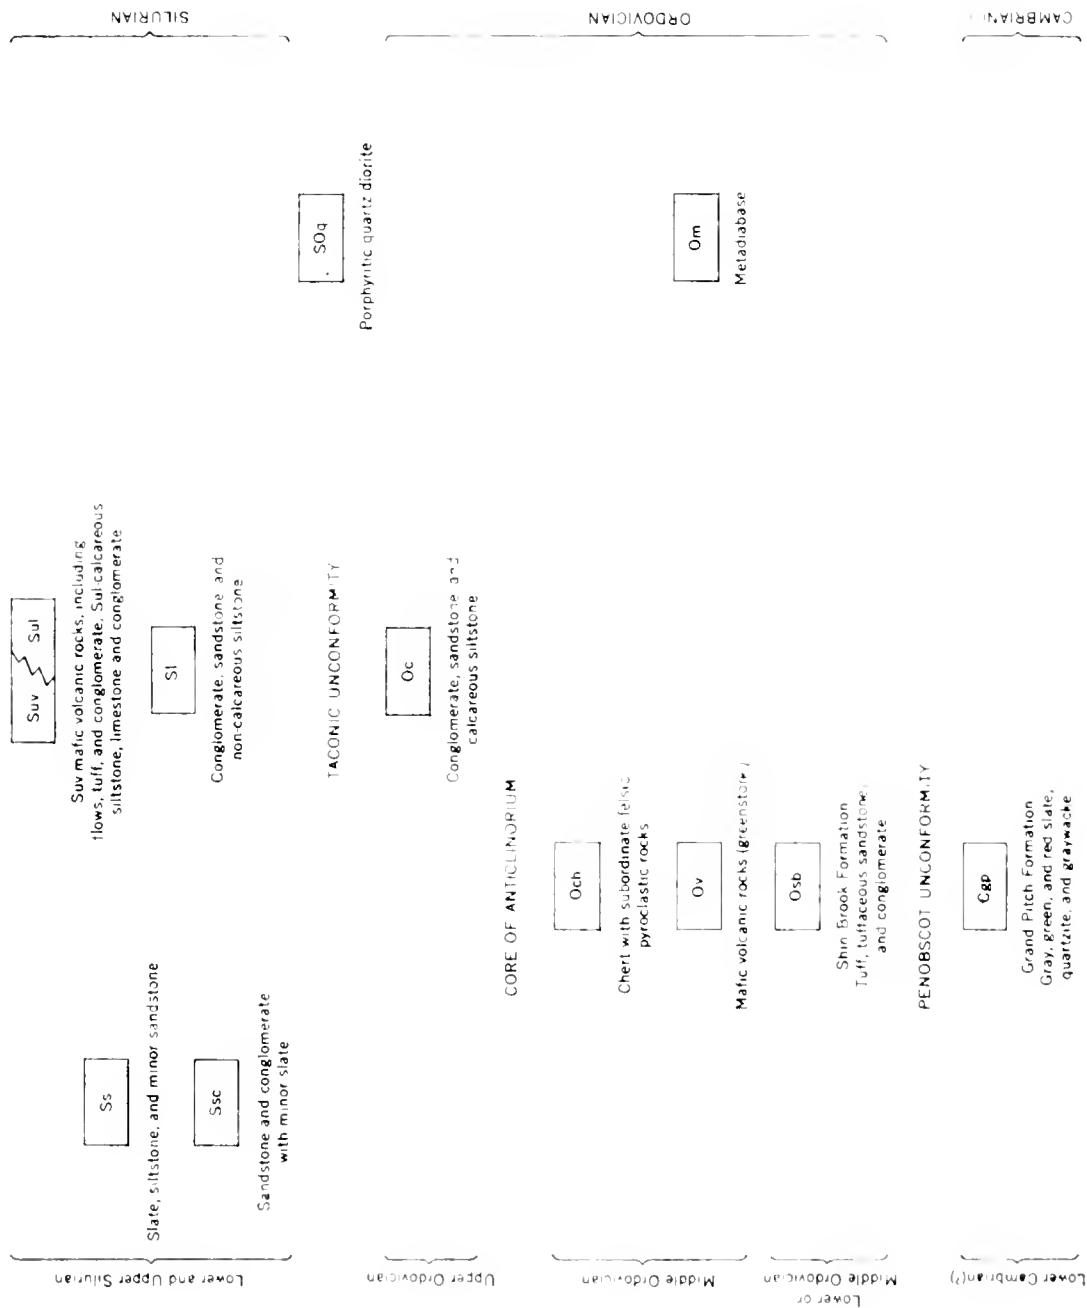 SILURIAN
ORDOVICIAN
CAMBRIAN
Suv
Sul
Suv mafic volcanic rocks, including
flows, tuff, and conglomerate, Sul-calcareous
siltstone, limestone and conglomerate
Sl
Conglomerate, sandstone and
non-calcareous siltstone
Ss
Slate, siltstone, and minor sandstone
Ssc
Sandstone and conglomerate
with minor slate
Lower and Upper Silurian
SOq
Porphyritic quartz diorite
TACONIC UNCONFORMITY
Oc
Conglomerate, sandstone and
calcareous siltstone
Upper Ordovician
CORE OF ANTICLINORIUM
Och
Chert with subordinate felsic
pyroclastic rocks
Ov
Mafic volcanic rocks (greenstone)
Middle Ordovician
Om
Metadiabase
Osb
Shin Brook Formation
Tuff, tuffaceous sandstone,
and conglomerate
Lower or
Middle Ordovician
PENOBSCOT UNCONFORMITY
Єgp
Grand Pitch Formation
Gray, green, and red slate,
quartzite, and graywacke
Lower Cambrian(?)